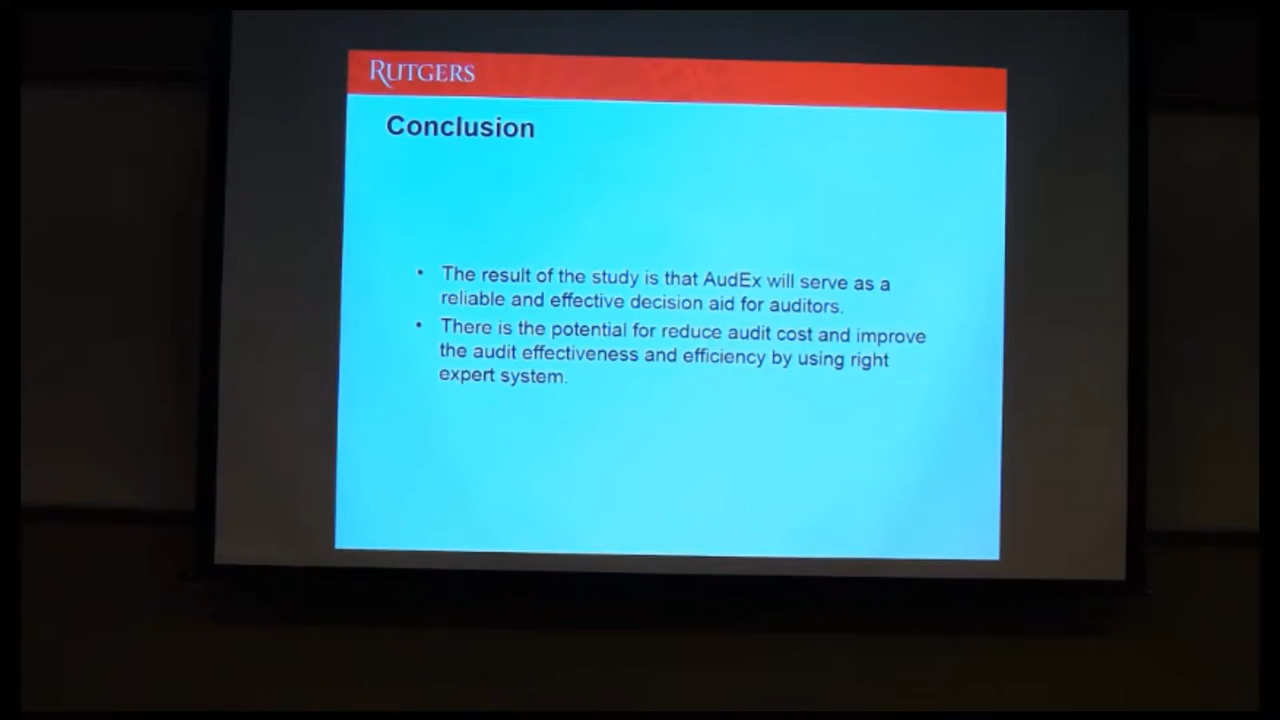 RUTGERS
Conclusion
• The result of the study is that AudEx will serve as a
reliable and effective decision aid for auditors.
• There is the potential for reduce audit cost and improve
the audit effectiveness and efficiency by using right
expert system.